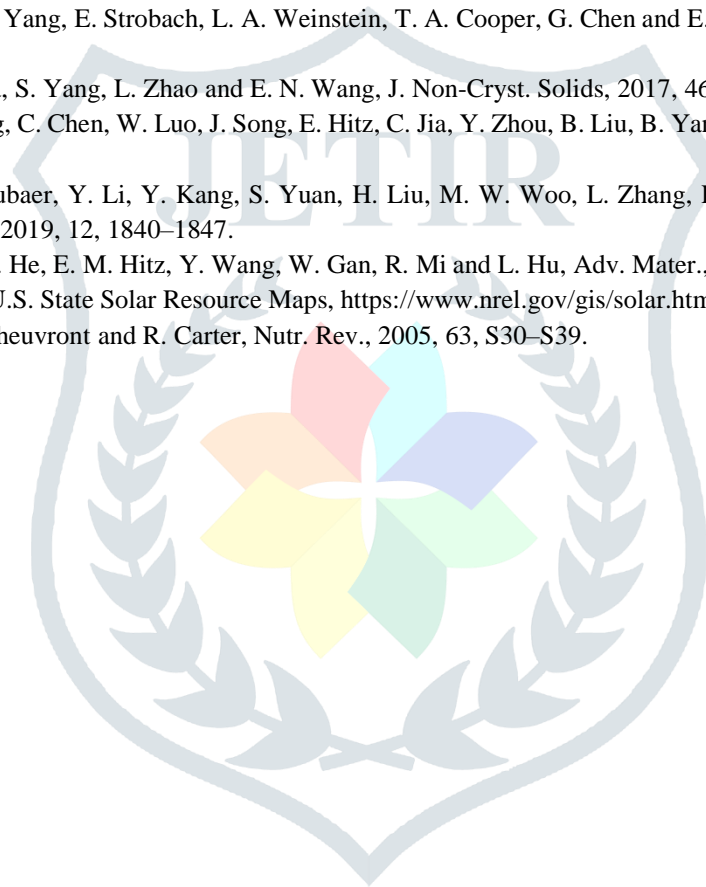 Yang, E. Strobach, L. A. Weinstein, T. A. Cooper, G. Chen and E.
, S. Yang, L. Zhao and E. N. Wang, J. Non-Cryst. Solids, 2017, 46
g, C. Chen, W. Luo, J. Song, E. Hitz, C. Jia, Y. Zhou, B. Liu, B. Yan
JETIR
ubaer, Y. Li, Y. Kang, S. Yuan, H. Liu, M. W. Woo, L. Zhang,
2019, 12, 1840–1847.
. He, E. M. Hitz, Y. Wang, W. Gan, R. Mi and L. Hu, Adv. Mater.,
U.S. State Solar Resource Maps, https://www.nrel.gov/gis/solar.htm
heuvront and R. Carter, Nutr. Rev., 2005, 63, S30–S39.